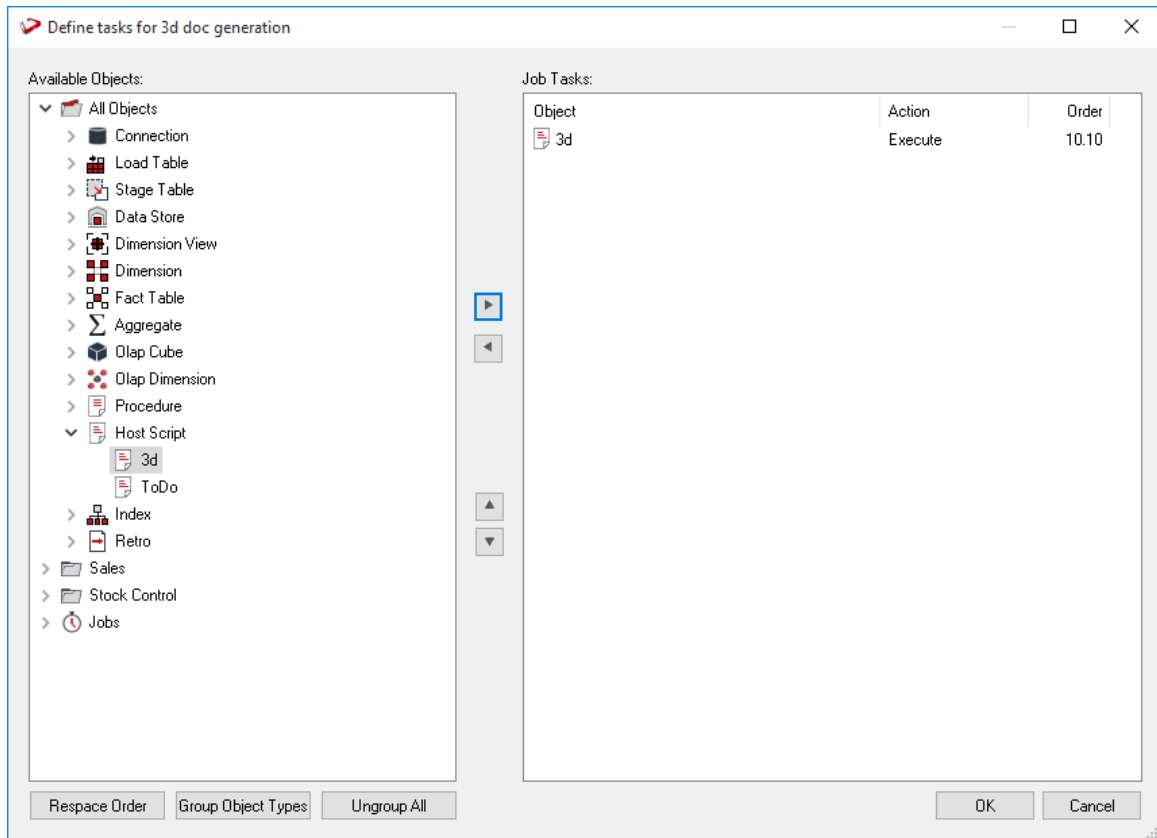 Define tasks for 3d doc generation
Available Objects:
All Objects
Connection
Load Table
Stage Table
Data Store
Dimension View
Dimension
Fact Table
Aggregate
Olap Cube
Olap Dimension
Procedure
Host Script
3d
ToDo
Index
Retro
Sales
Stock Control
Jobs
Respace Order Group Object Types Ungroup All
Job Tasks:
Object Action Order
3d Execute 10.10
OK Cancel